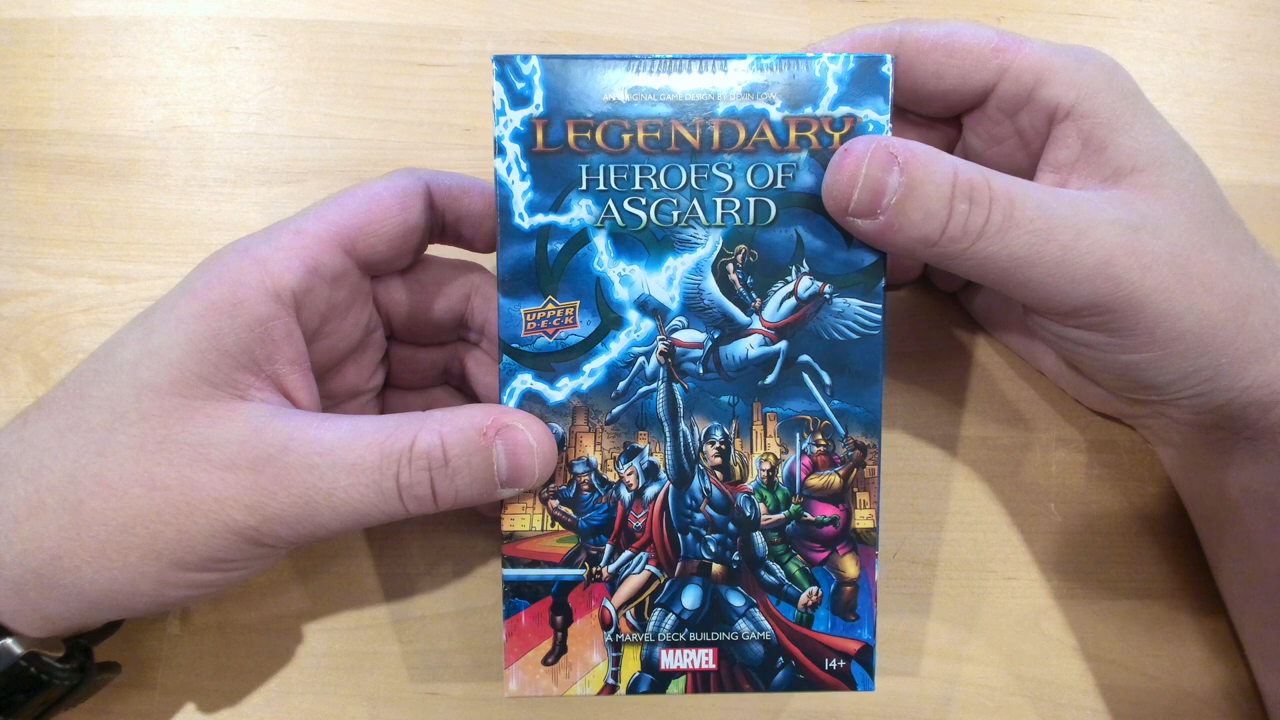 AN ORIGINAL GAME DESIGN BY DEVIN LOW
LEGENDARY
HEROES OF
ASGARD
UPPER
D·E·C·K
A MARVEL DECK BUILDING GAME
MARVEL
14+